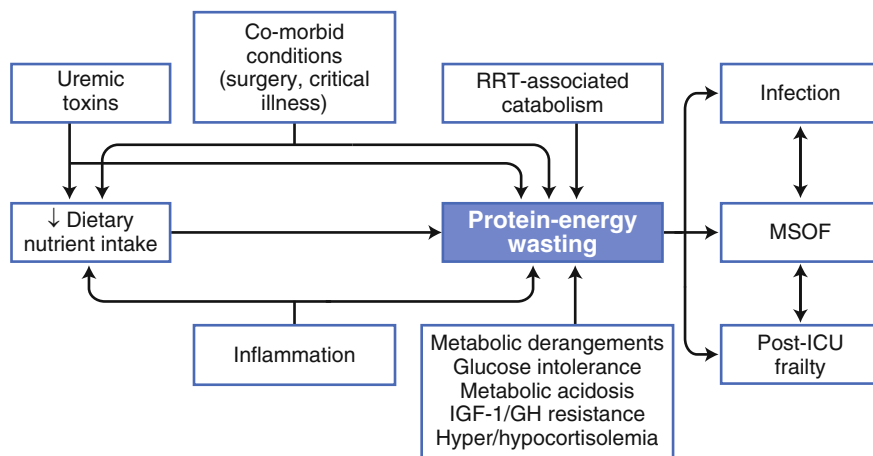 Co-morbid
conditions
(surgery, critical
illness)
Uremic
toxins
RRT-associated
catabolism
Infection
↓ Dietary
nutrient intake
Protein-energy
wasting
MSOF
Inflammation
Metabolic derangements
Glucose intolerance
Metabolic acidosis
IGF-1/GH resistance
Hyper/hypocortisolemia
Post-ICU
frailty